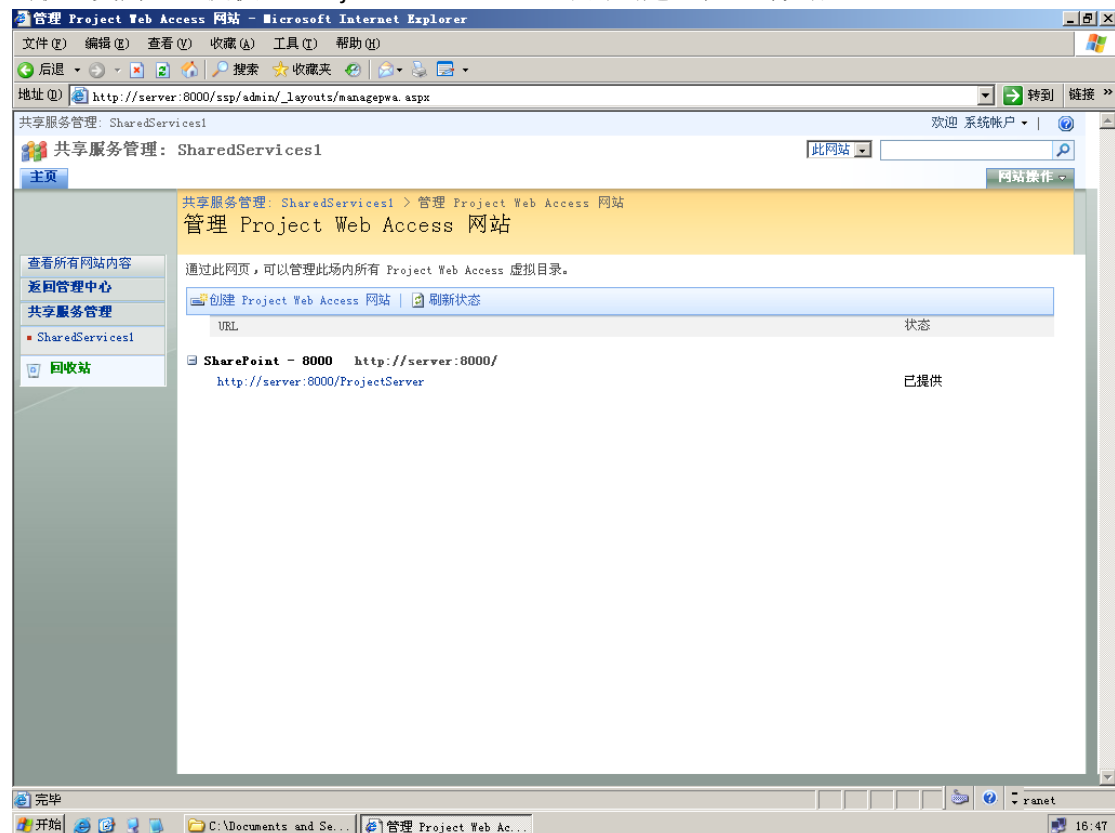 管理 Project Web Access 网站 - Microsoft Internet Explorer
文件(F) 编辑(E) 查看(V) 收藏(A) 工具(T) 帮助(H)
后退 搜索 收藏夹
地址(D) http://server:8000/ssp/admin/_layouts/managepwa.aspx 转到 链接 »
共享服务管理: SharedServices1 欢迎 系统帐户 |
共享服务管理: SharedServices1 此网站
主页 网站操作
共享服务管理: SharedServices1 > 管理 Project Web Access 网站
管理 Project Web Access 网站
查看所有网站内容
返回管理中心
共享服务管理
SharedServices1
回收站
通过此网页，可以管理此场内所有 Project Web Access 虚拟目录。
创建 Project Web Access 网站 | 刷新状态
URL 状态
SharePoint - 8000 http://server:8000/
http://server:8000/ProjectServer 已提供
完毕 ranet
开始 C:\Documents and Se... 管理 Project Web Ac... 16:47